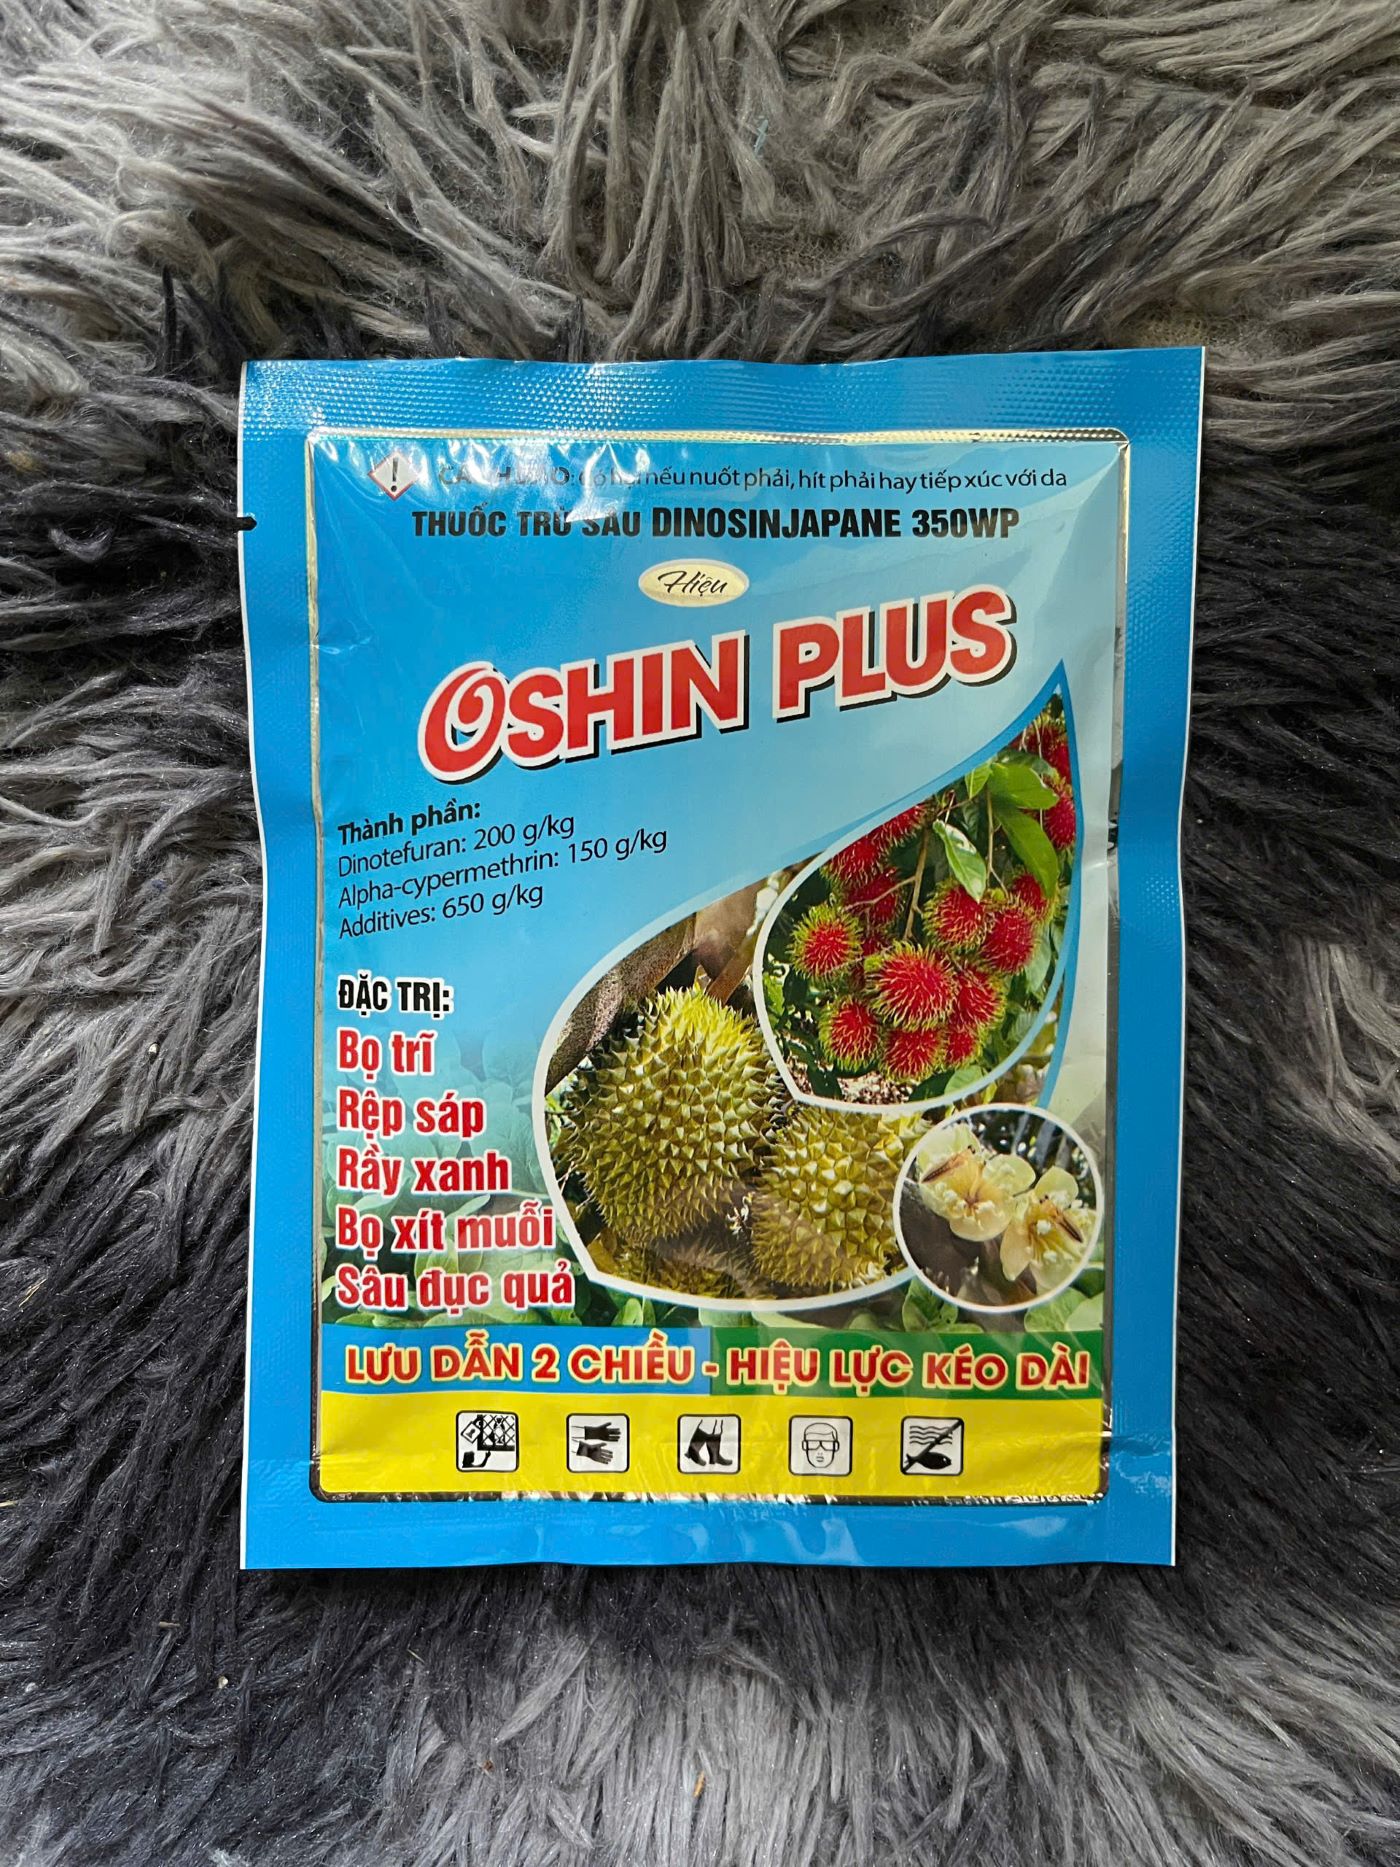 CẢNH BÁO: có hại nếu nuốt phải, hít phải hay tiếp xúc với da
THUỐC TRỪ SÂU DINOSINJAPANE 350WP
Hiệu
OSHIN PLUS
Thành phần:
Dinotefuran: 200 g/kg
Alpha-cypermethrin: 150 g/kg
Additives: 650 g/kg
ĐẶC TRỊ:
Bọ trĩ
Rệp sáp
Rầy xanh
Bọ xít muỗi
Sâu đục quả
LƯU DẪN 2 CHIỀU - HIỆU LỰC KÉO DÀI